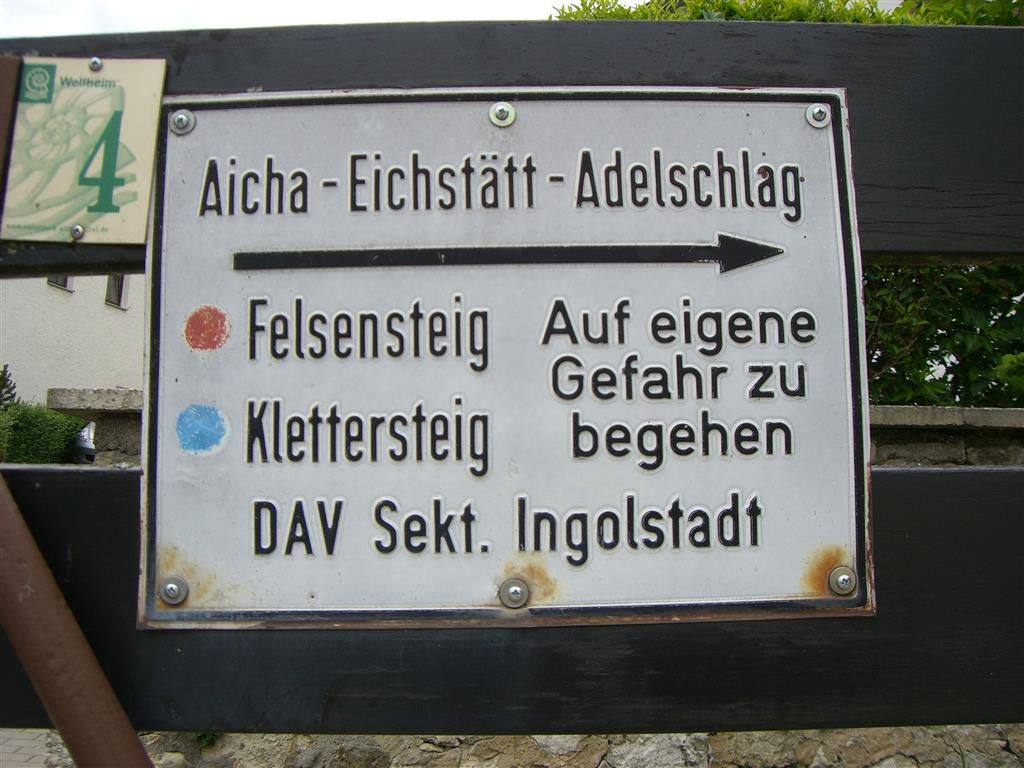 Wellheim
4
Aicha - Eichstätt - Adelschlag
Felsensteig
Klettersteig
Auf eigene
Gefahr zu
begehen
DAV Sekt. Ingolstadt